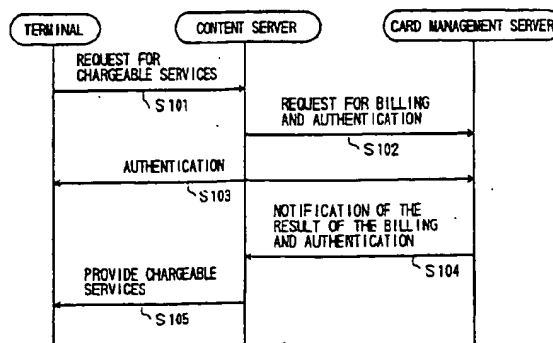 TERMINAL
CONTENT SERVER
CARD MANAGEMENT SERVER
REQUEST FOR
CHARGEABLE SERVICES
S101
REQUEST FOR BILLING
AND AUTHENTICATION
S102
AUTHENTICATION
S103
NOTIFICATION OF THE
RESULT OF THE BILLING
AND AUTHENTICATION
S104
PROVIDE CHARGEABLE
SERVICES
S105